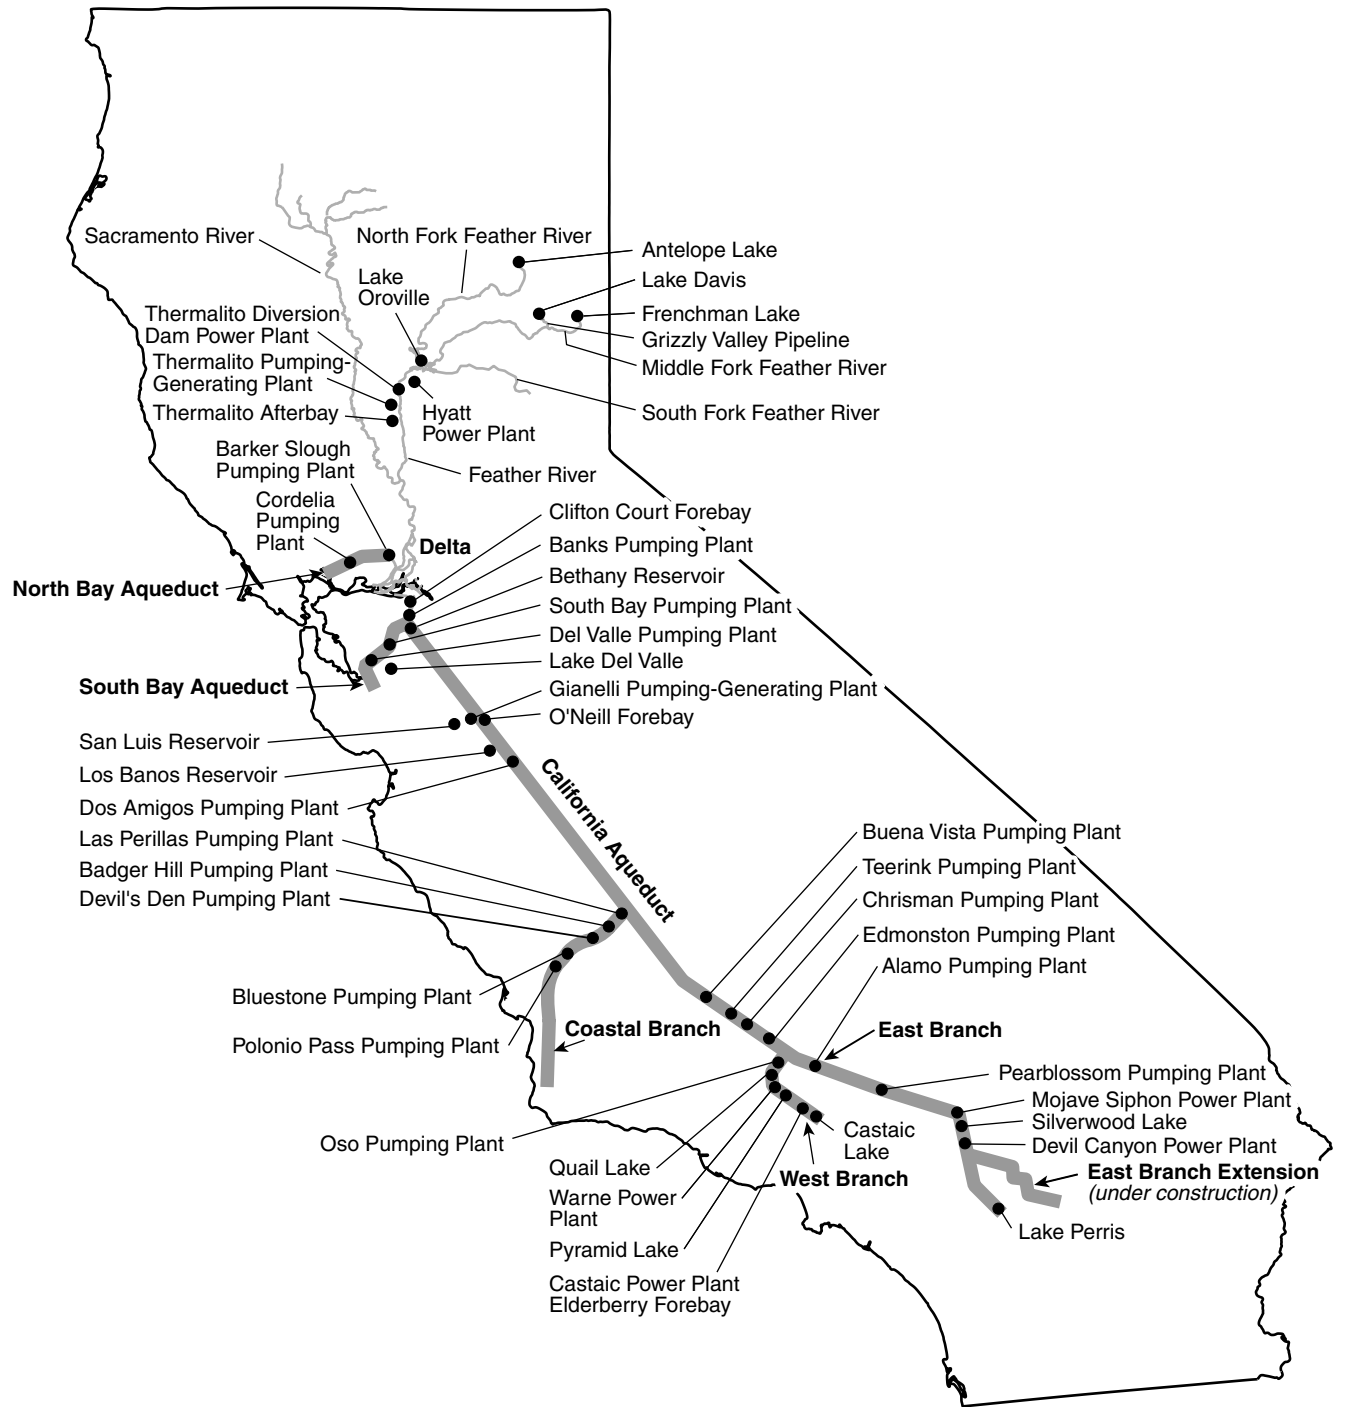 Sacramento River
North Fork Feather River
Antelope Lake
Lake
Oroville
Lake Davis
Thermalito Diversion
Dam Power Plant
Frenchman Lake
Grizzly Valley Pipeline
Thermalito Pumping-
Generating Plant
Middle Fork Feather River
Thermalito Afterbay
Hyatt
Power Plant
South Fork Feather River
Barker Slough
Pumping Plant
Feather River
Cordelia
Pumping
Plant
Clifton Court Forebay
Delta
Banks Pumping Plant
North Bay Aqueduct
Bethany Reservoir
South Bay Pumping Plant
Del Valle Pumping Plant
Lake Del Valle
South Bay Aqueduct
Gianelli Pumping-Generating Plant
O'Neill Forebay
San Luis Reservoir
Los Banos Reservoir
Dos Amigos Pumping Plant
California Aqueduct
Las Perillas Pumping Plant
Badger Hill Pumping Plant
Devil's Den Pumping Plant
Buena Vista Pumping Plant
Teerink Pumping Plant
Chrisman Pumping Plant
Edmonston Pumping Plant
Alamo Pumping Plant
Bluestone Pumping Plant
Coastal Branch
East Branch
Polonio Pass Pumping Plant
Pearblossom Pumping Plant
Mojave Siphon Power Plant
Silverwood Lake
Devil Canyon Power Plant
Oso Pumping Plant
Castaic
Lake
Quail Lake
West Branch
East Branch Extension
(under construction)
Warne Power
Plant
Lake Perris
Pyramid Lake
Castaic Power Plant
Elderberry Forebay